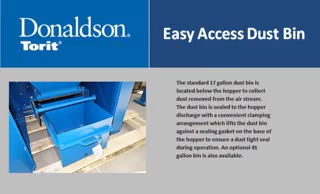 Donaldson®
Torit®
Easy Access Dust Bin
The standard 17 gallon dust bin is
located below the hopper to collect
dust removed from the air stream.
The dust bin is sealed to the hopper
discharge with a convenient clamping
arrangement which lifts the dust bin
against a sealing gasket on the base of
the hopper to ensure a dust tight seal
during operation. An optional 41
gallon bin is also available.